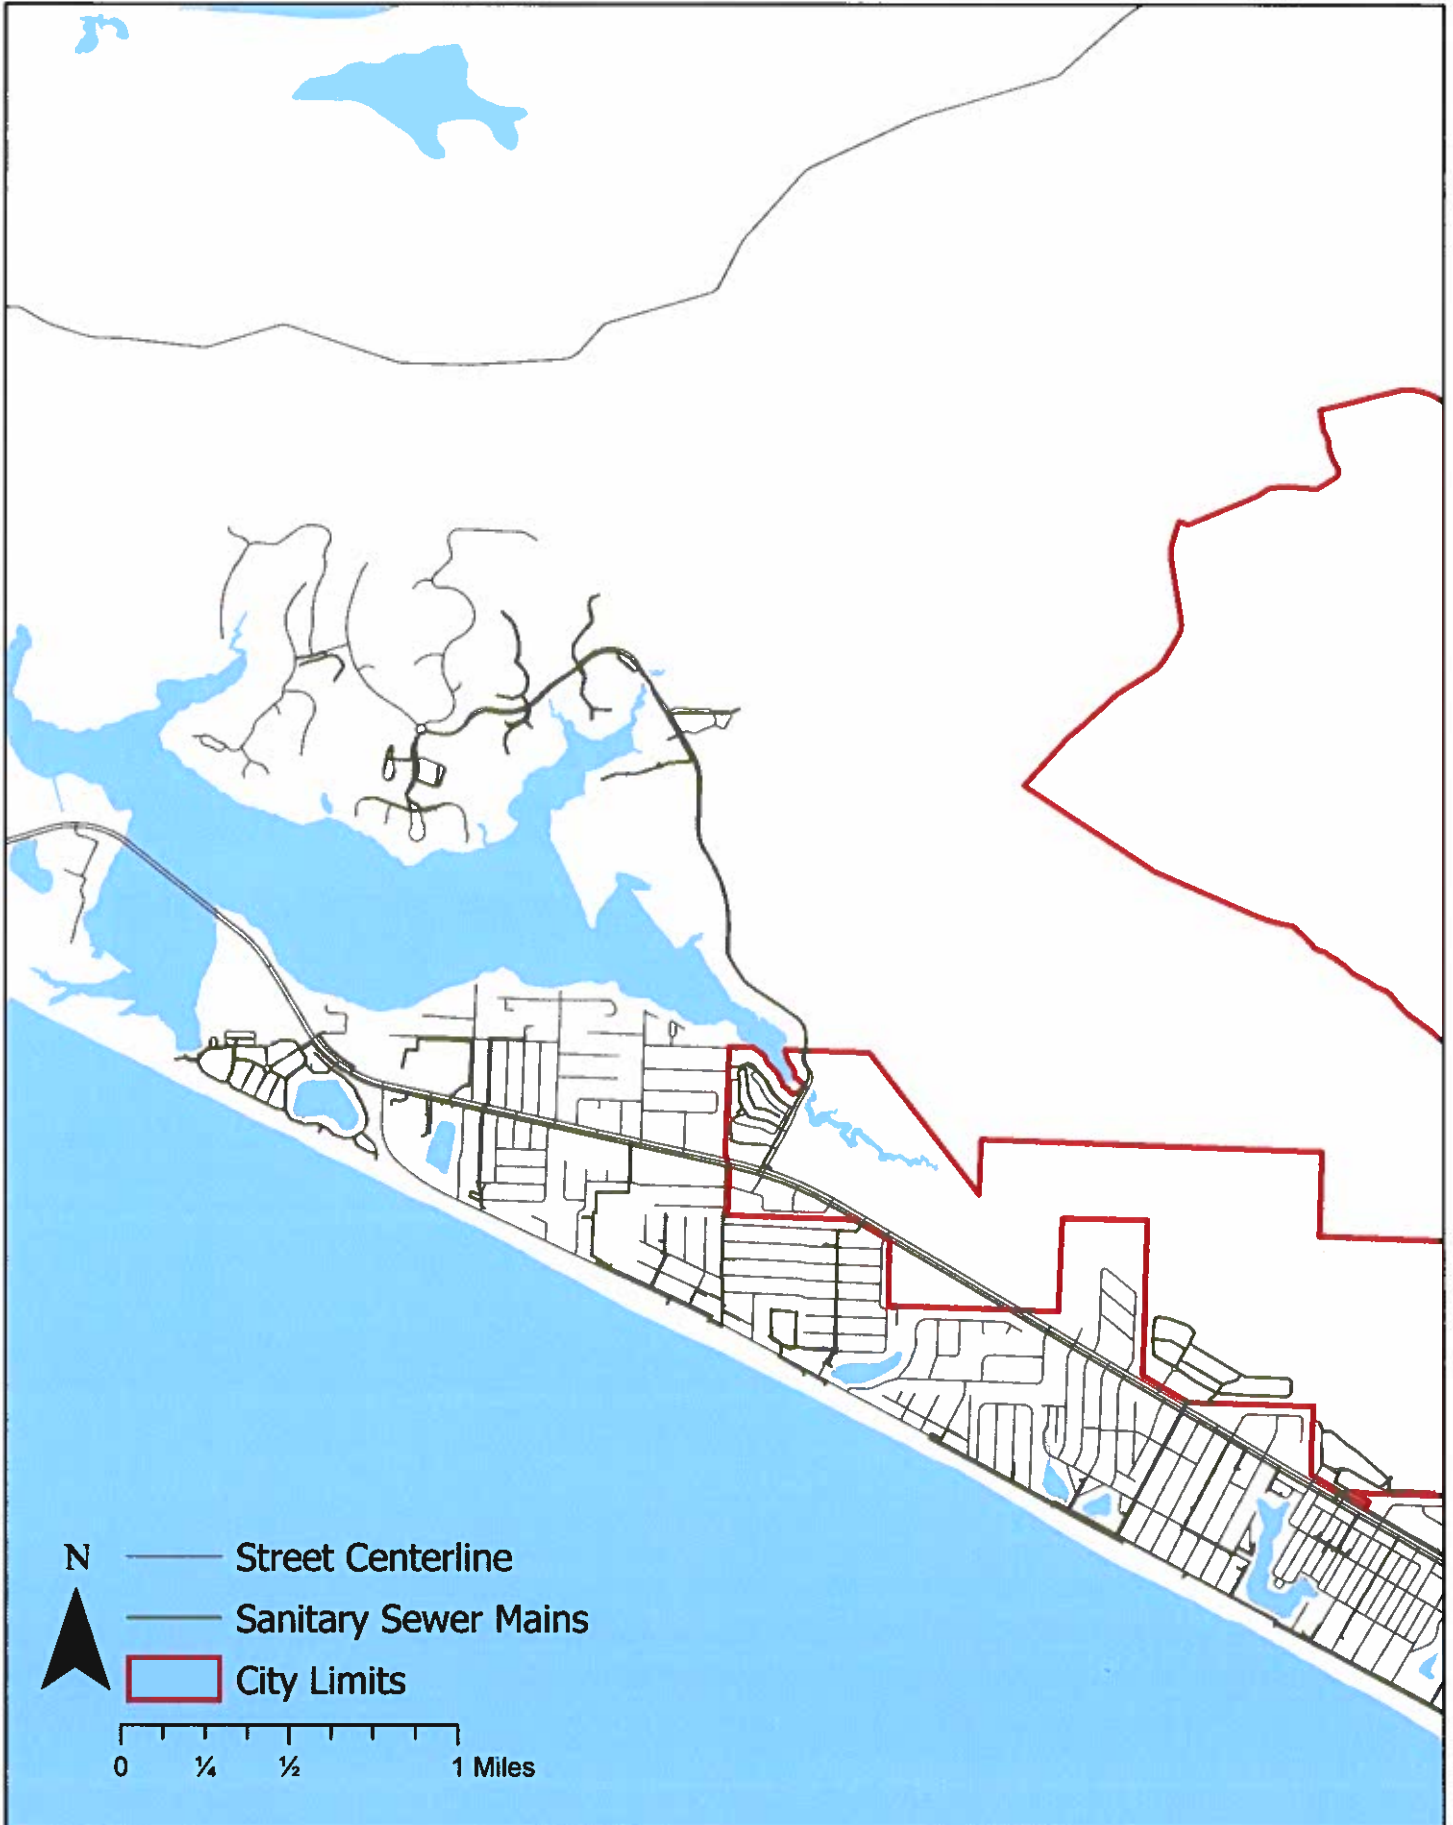 N
Street Centerline
Sanitary Sewer Mains
City Limits
0 ¼ ½ 1 Miles